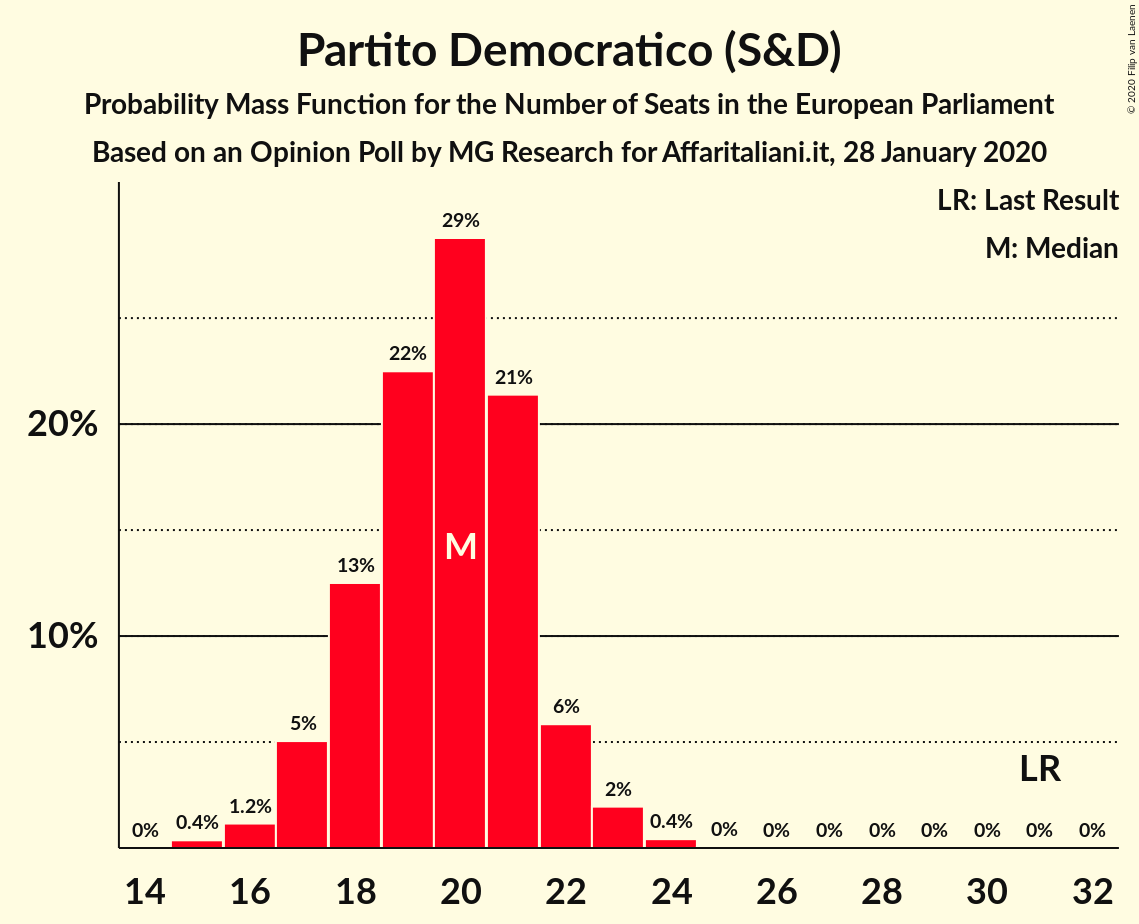 Partito Democratico (S&D)
Probability Mass Function for the Number of Seats in the European Parliament
Based on an Opinion Poll by MG Research for Affaritaliani.it, 28 January 2020
© 2020 Filip van Laenen
LR: Last Result
M: Median
20%
10%
0%
0.4%
1.2%
5%
13%
22%
29%
21%
6%
2%
0.4%
0%
0%
0%
0%
0%
0%
0%
0%
M
LR
14 16 18 20 22 24 26 28 30 32